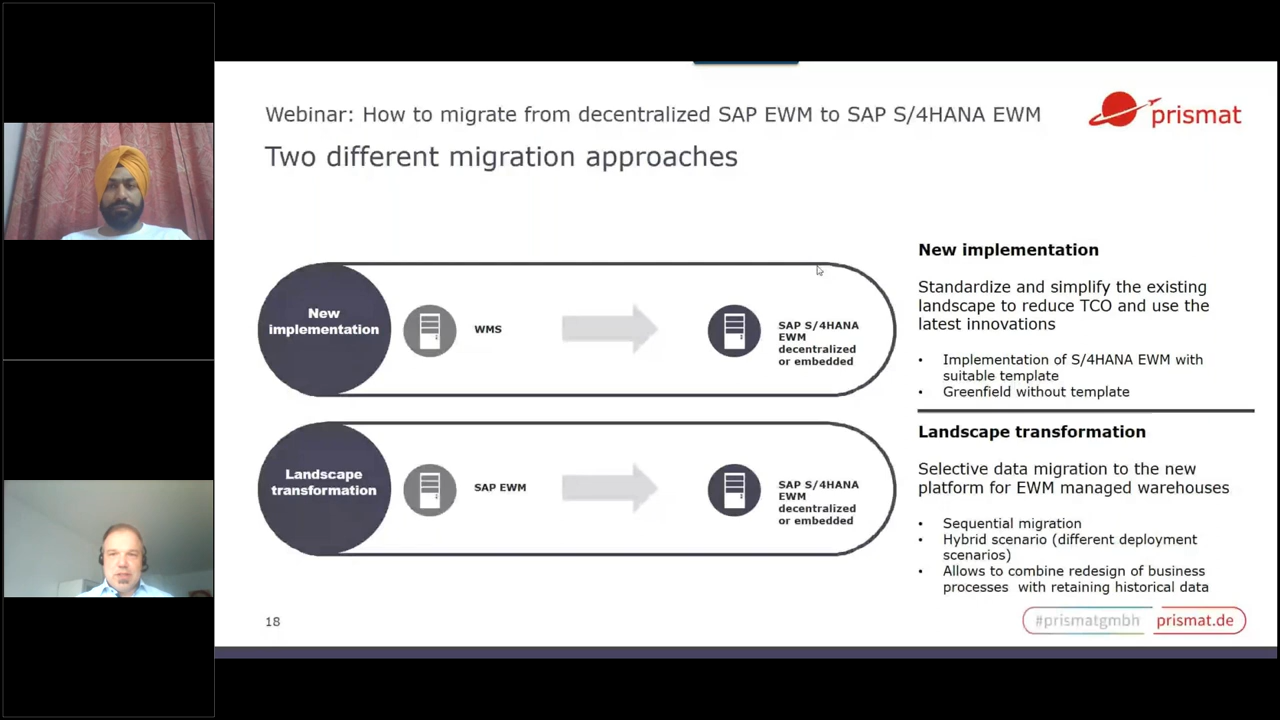 Webinar: How to migrate from decentralized SAP EWM to SAP S/4HANA EWM
prismat
Two different migration approaches
New
implementation
WMS
SAP S/4HANA
EWM
decentralized
or embedded
Landscape
transformation
SAP EWM
SAP S/4HANA
EWM
decentralized
or embedded
New implementation
Standardize and simplify the existing
landscape to reduce TCO and use the
latest innovations
• Implementation of S/4HANA EWM with
suitable template
• Greenfield without template
Landscape transformation
Selective data migration to the new
platform for EWM managed warehouses
• Sequential migration
• Hybrid scenario (different deployment
scenarios)
• Allows to combine redesign of business
processes with retaining historical data
18
#prismatgmbh prismat.de